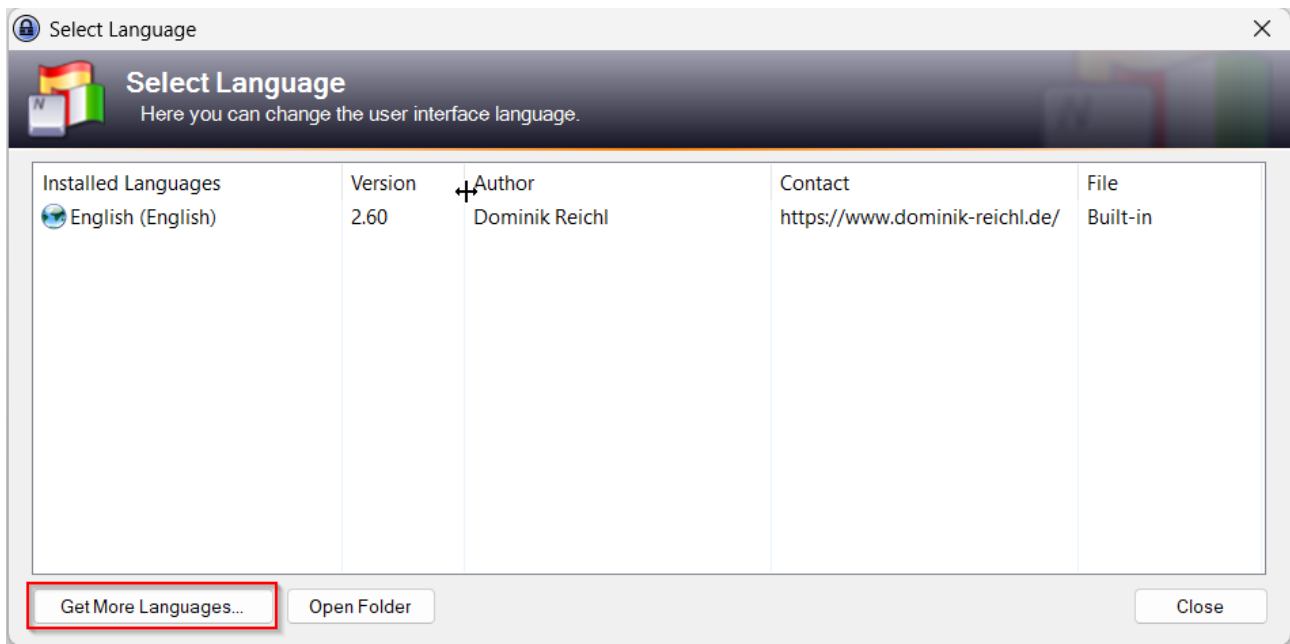 Select Language
Select Language
Here you can change the user interface language.
Installed Languages Version Author Contact File
English (English) 2.60 Dominik Reichl https://www.dominik-reichl.de/ Built-in
Get More Languages... Open Folder Close